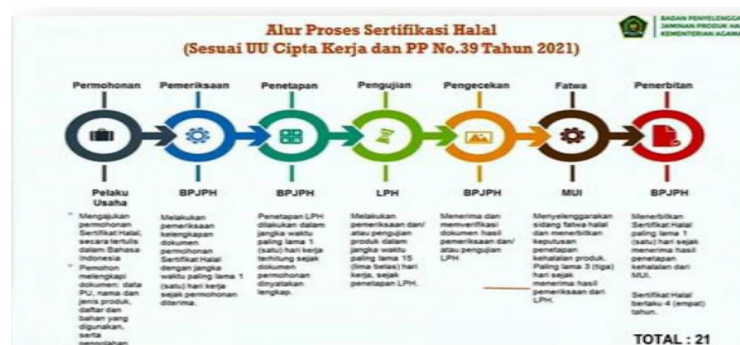 Alur Proses Sertifikasi Halal
(Sesuai UU Cipta Kerja dan PP No.39 Tahun 2021)
BADAN PENYELENGGA
JAMINAN PRODUK HA
KEMENTERIAN AGAMA
Permohonan
Pemeriksaan
Penetapan
Pengujian
Pengecekan
Fatwa
Penerbitan
Pelaku
Usaha
" Mengajukan
permohonan
Sertifikat Halal,
secara tertulis
dalam Bahasa
Indonesia
" Pemohon
melengkapi
dokumen: data
PU, nama dan
jenis produk,
daftar dan
bahan yang
digunakan,
serta
pengolahan
BPJPH
Melakukan
pemeriksaan
kelengkapan
dokumen
permohonan
Sertifikat Halal
dengan jangka
waktu paling lama 1
(satu) hari kerja
sejak permohonan
diterima.
BPJPH
Penetapan LPH
dilakukan dalam
jangka waktu
paling lama 1
(satu) hari kerja
terhitung sejak
dokumen
permohonan
dinyatakan
lengkap.
LPH
Melakukan
pemeriksaan dan/
atau pengujian
produk dalam
jangka waktu
paling lama 15
(lima belas) hari
kerja, sejak
penetapan LPH.
BPJPH
Menerima dan
memverifikasi
dokumen hasil
pemeriksaan dan/
atau pengujian
LPH
MUI
Menyelenggarakan
sidang fatwa halal
dan menerbitkan
keputusan
penetapan
kehalalan produk.
Paling lama 3 (tiga)
hari sejak
menerima hasil
pemeriksaan dari
LPH.
BPJPH
Menerbitkan
Sertifikat Halal
paling lama 1
(satu) hari sejak
menerima hasil
penetapan
kehalalan dari
MUI.
Sertifikat Halal
berlaku 4 (empat)
tahun.
TOTAL : 21